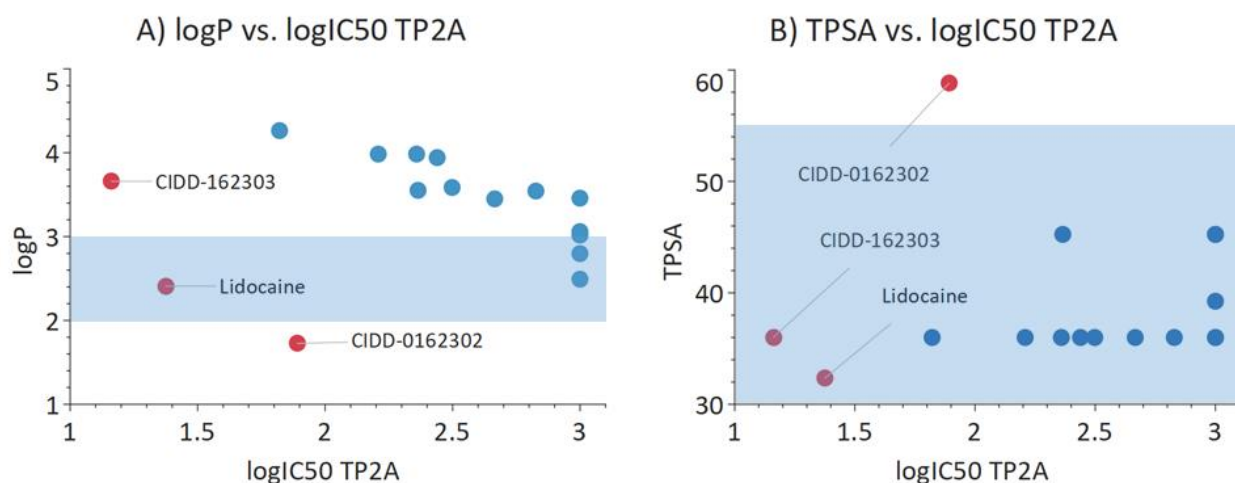 A) logP vs. logIC50 TP2A
5
4
3
2
1
logP
CIDD-162303
Lidocaine
CIDD-0162302
1
1.5
2
2.5
3
logIC50 TP2A
B) TPSA vs. logIC50 TP2A
60
50
40
30
TPSA
CIDD-0162302
CIDD-162303
Lidocaine
1
1.5
2
2.5
3
logIC50 TP2A